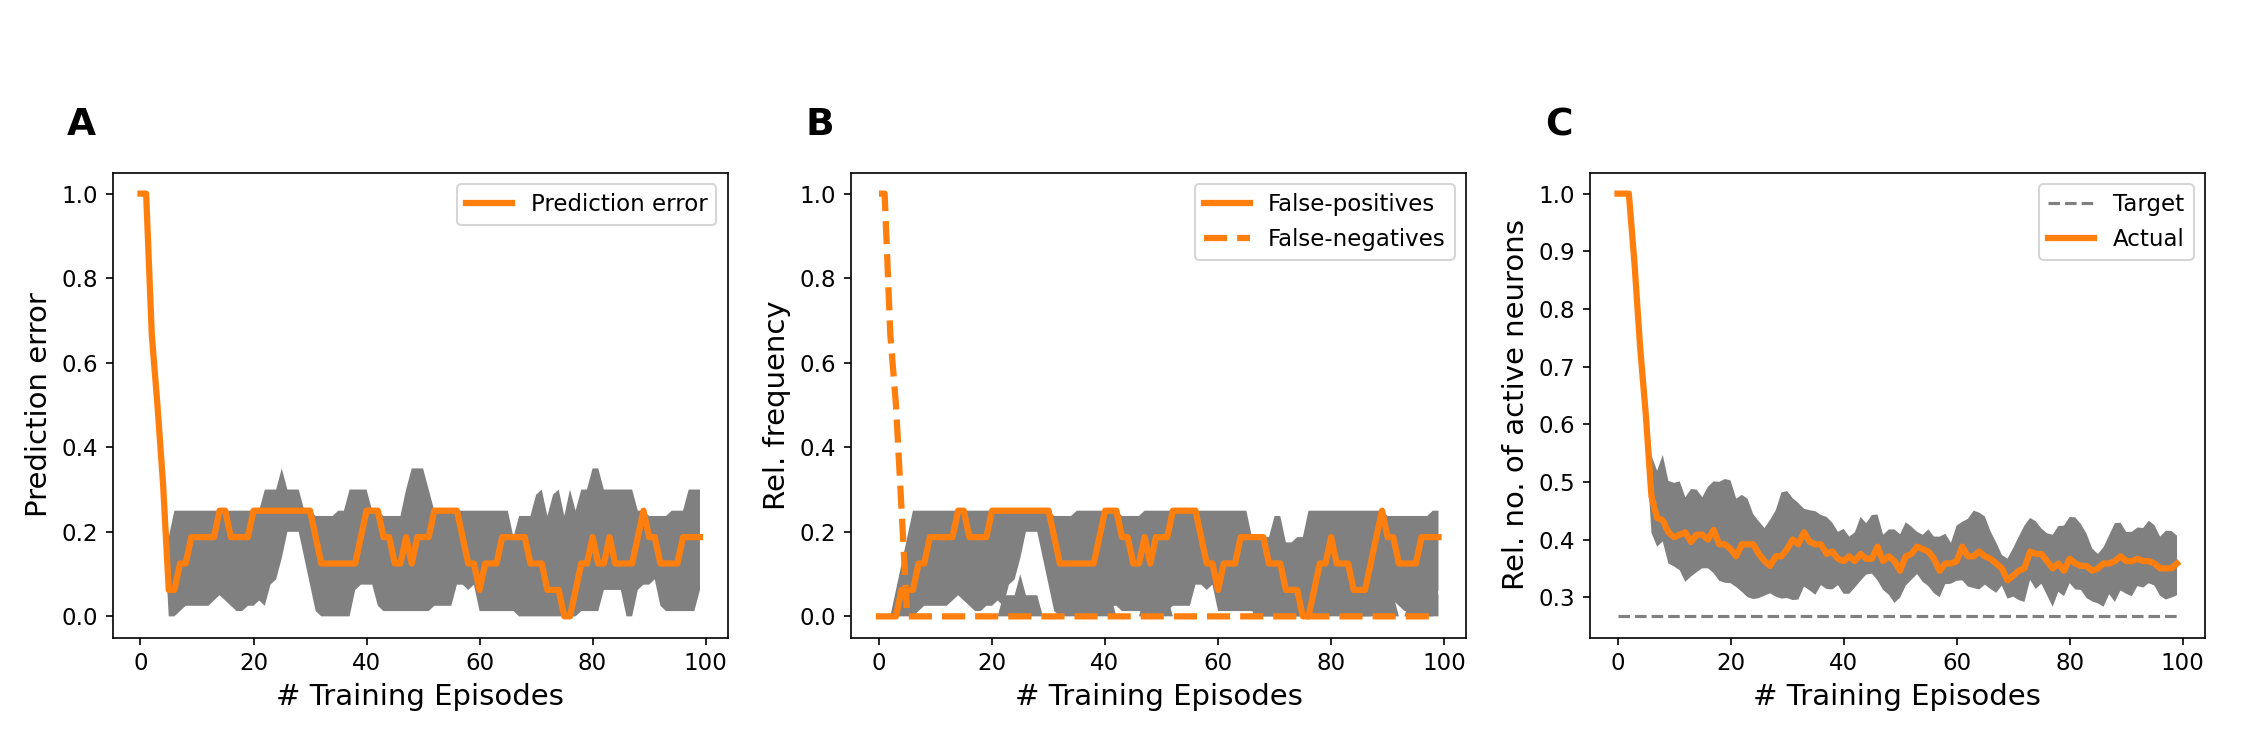 A
B
C
Prediction error
False-positives
False-negatives
Target
Actual
Prediction error
1.0
0.8
0.6
0.4
0.2
0.0
0 20 40 60 80 100
# Training Episodes
Rel. frequency
1.0
0.8
0.6
0.4
0.2
0.0
0 20 40 60 80 100
# Training Episodes
Rel. no. of active neurons
1.0
0.9
0.8
0.7
0.6
0.5
0.4
0.3
0 20 40 60 80 100
# Training Episodes